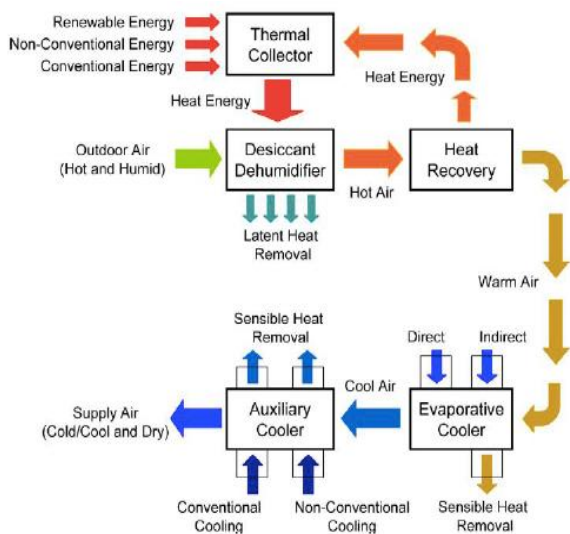 Renewable Energy
Non-Conventional Energy
Conventional Energy
Thermal
Collector
Heat Energy
Heat Energy
Outdoor Air
(Hot and Humid)
Desiccant
Dehumidifier
Hot Air
Heat
Recovery
Latent Heat
Removal
Warm Air
Sensible Heat
Removal
Direct
Indirect
Supply Air
(Cold/Cool and Dry)
Auxiliary
Cooler
Cool Air
Evaporative
Cooler
Conventional
Cooling
Non-Conventional
Cooling
Sensible Heat
Removal